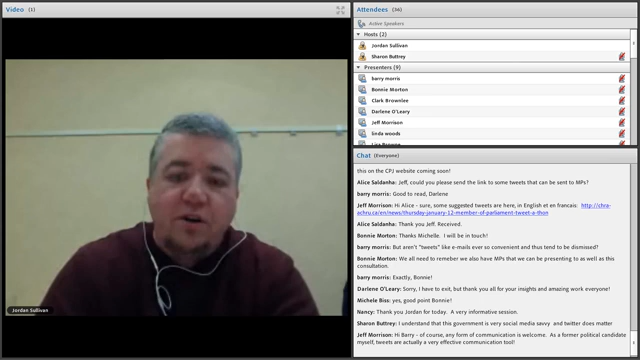 Video (1)
Jordan Sullivan
Attendees (36)
Active Speakers
Hosts (2)
Jordan Sullivan
Sharon Buttrey
Presenters (9)
barry morris
Bonnie Morton
Clark Brownlee
Darlene O'Leary
Jeff Morrison
linda woods
Chat (Everyone)
this on the CPJ website coming soon!
Alice Saldanha: Jeff, could you please send the link to some tweets that can be sent to MPs?
barry morris: Good to read, Darlene
Jeff Morrison: Hi Alice - sure, some suggested tweets are here, in English et en francais: http://chra-
achru.ca/en/news/thursday-january-12-member-of-parliament-tweet-a-thon
Alice Saldanha: Thank you Jeff. Received.
Bonnie Morton: Thanks Michelle. I will be in touch!
barry morris: But aren't "tweets" like e-mails ever so convenient and thus tend to be dismissed?
Bonnie Morton: We all need to remeber we also have MPs that we can be presenting to as well as this
consultation.
barry morris: Exactly, Bonnie!
Darlene O'Leary: Sorry, I have to exit, but thank you all for your insights and amazing work everyone!
Michele Biss: yes, good point Bonnie!
Nancy: Thank you Jordan for today. A very informative session.
Sharon Buttrey: I understand that this government is very social media savvy and twitter does matter
Jeff Morrison: Hi Barry - of course, any form of communication is welcome. As a former political candidate
myself, tweets are actually a very effective communication tool!